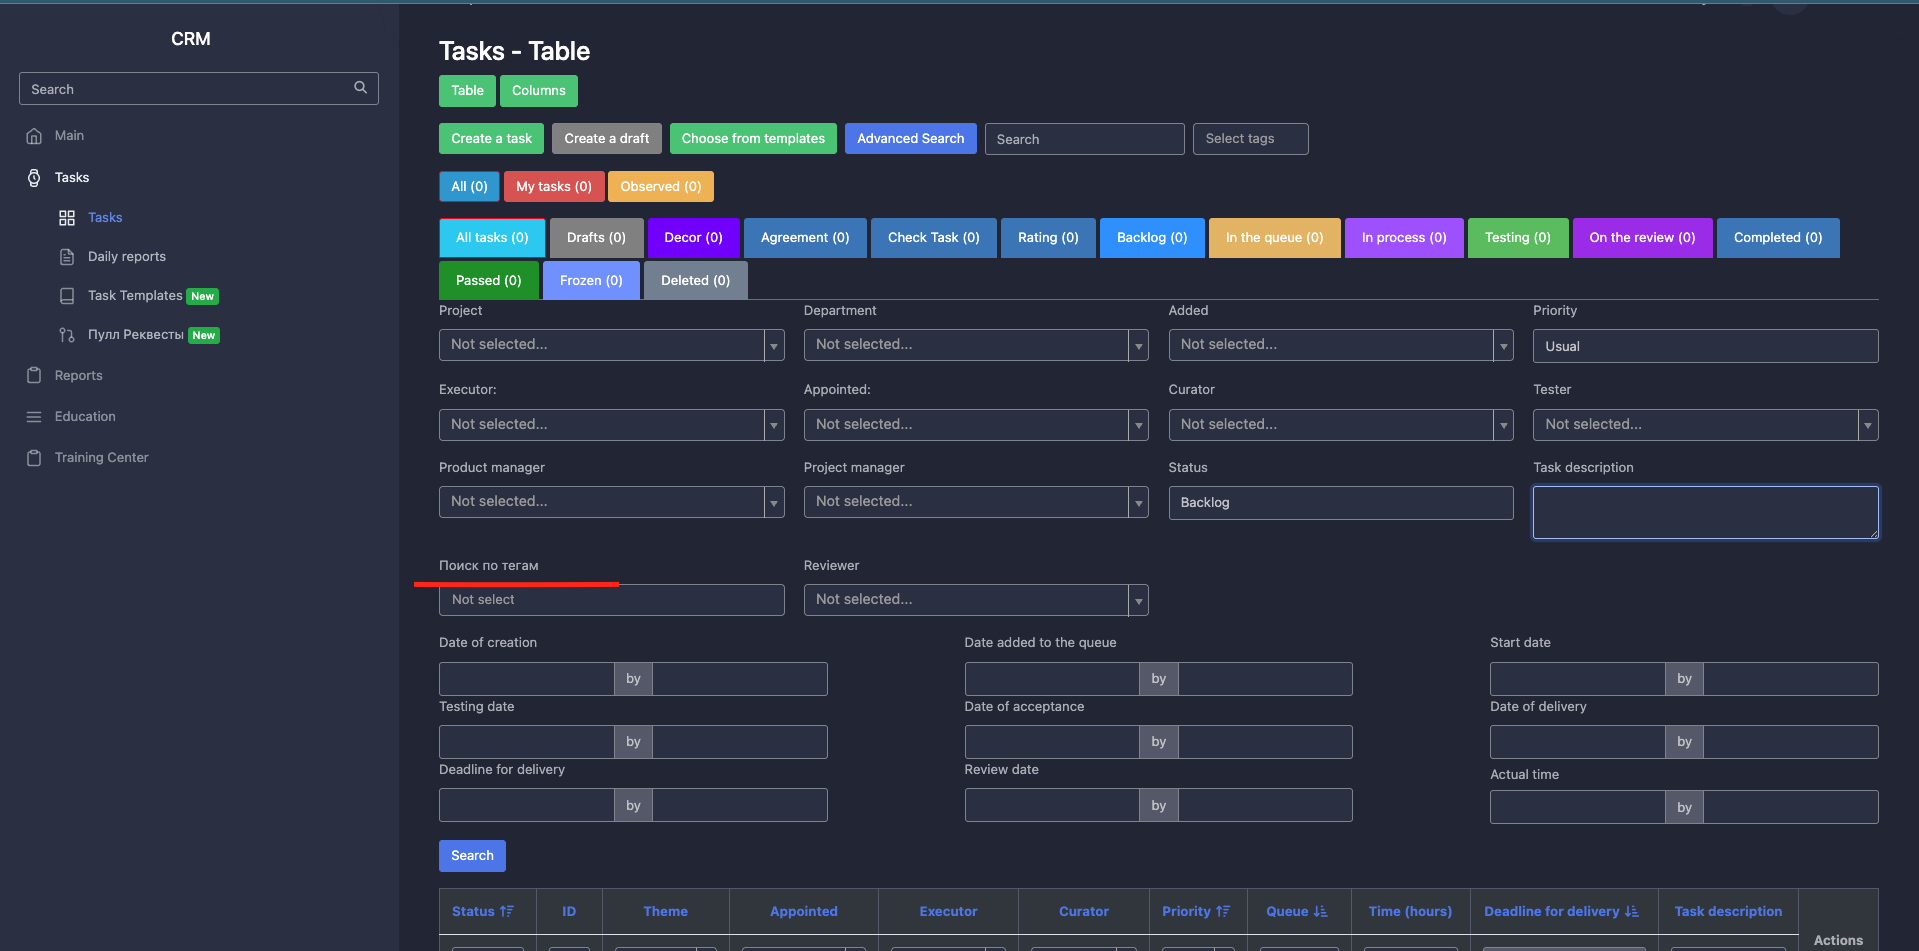 CRM
Search
Main
Tasks
Tasks
Daily reports
Task Templates New
Пулл Реквесты New
Reports
Education
Training Center
Tasks - Table
Table Columns
Create a task Create a draft Choose from templates Advanced Search Search Select tags
All (0) My tasks (0) Observed (0)
All tasks (0) Drafts (0) Decor (0) Agreement (0) Check Task (0) Rating (0) Backlog (0) In the queue (0) In process (0) Testing (0) On the review (0) Completed (0)
Passed (0) Frozen (0) Deleted (0)
Project Department Added Priority
Not selected... Not selected... Not selected... Usual
Executor: Appointed: Curator Tester
Not selected... Not selected... Not selected... Not selected...
Product manager Project manager Status Task description
Not selected... Not selected... Backlog
Поиск по тегам Reviewer
Not select Not selected...
Date of creation Date added to the queue Start date
by by by
Testing date Date of acceptance Date of delivery
by by by
Deadline for delivery Review date Actual time
by by by
Search
Status ID Theme Appointed Executor Curator Priority Queue Time (hours) Deadline for delivery Task description
Actions